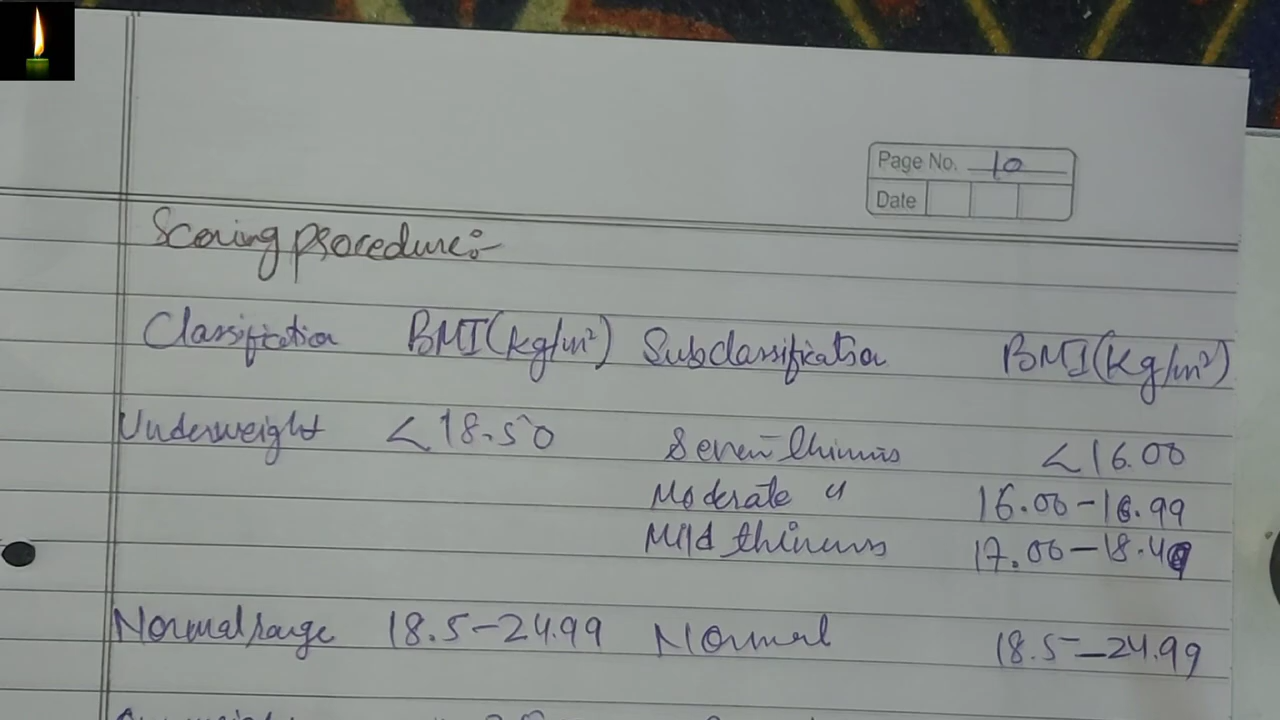 Page No. 10
Date
Scoring procedure:-
Classification BMI(kg/m²) Subclassification BMI(kg/m²)
Underweight <18.50 Severe thinnis <16.00
Moderate " 16.00-16.99
Mild thinness 17.00-18.49
Normal range 18.5-24.99 Normal 18.5-24.99